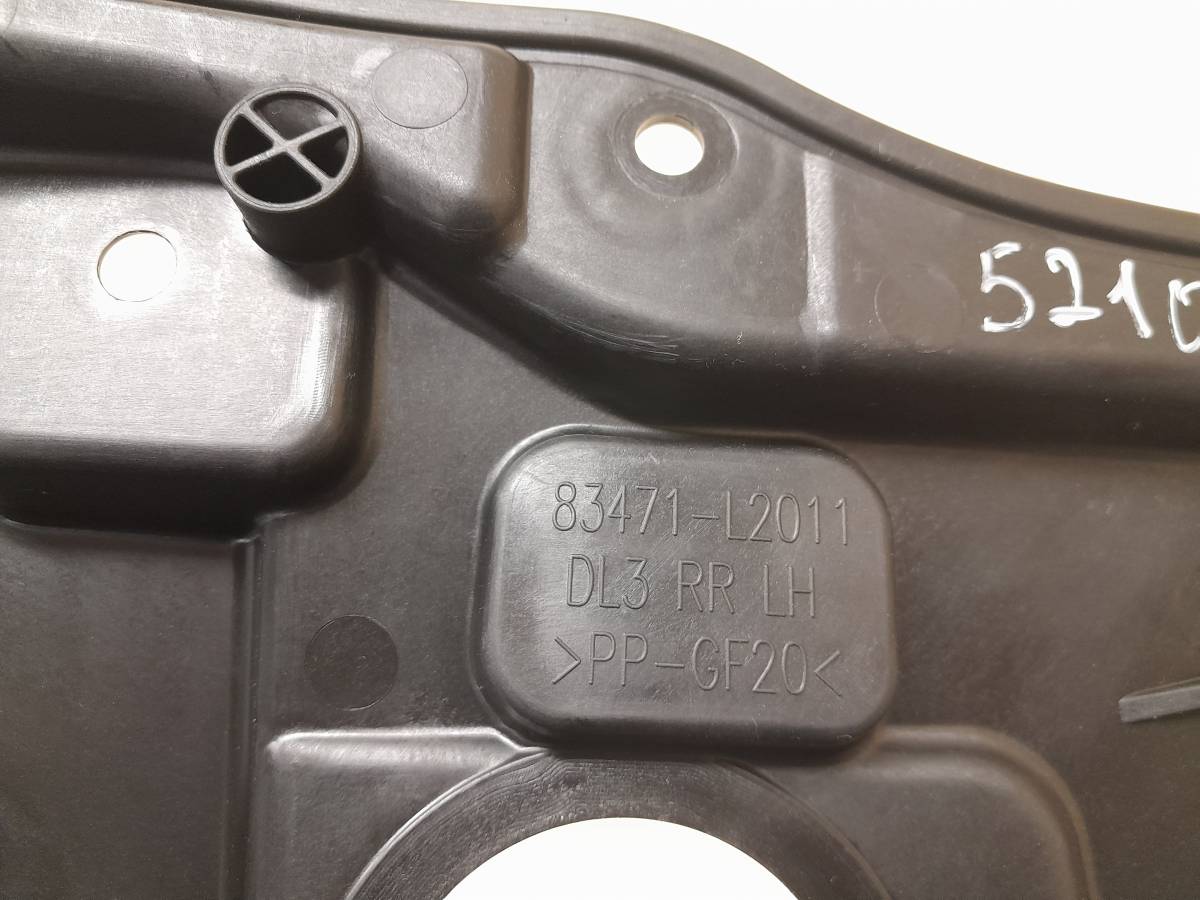 5210
83471-L2011
DL3 RR LH
>PP-GF20<